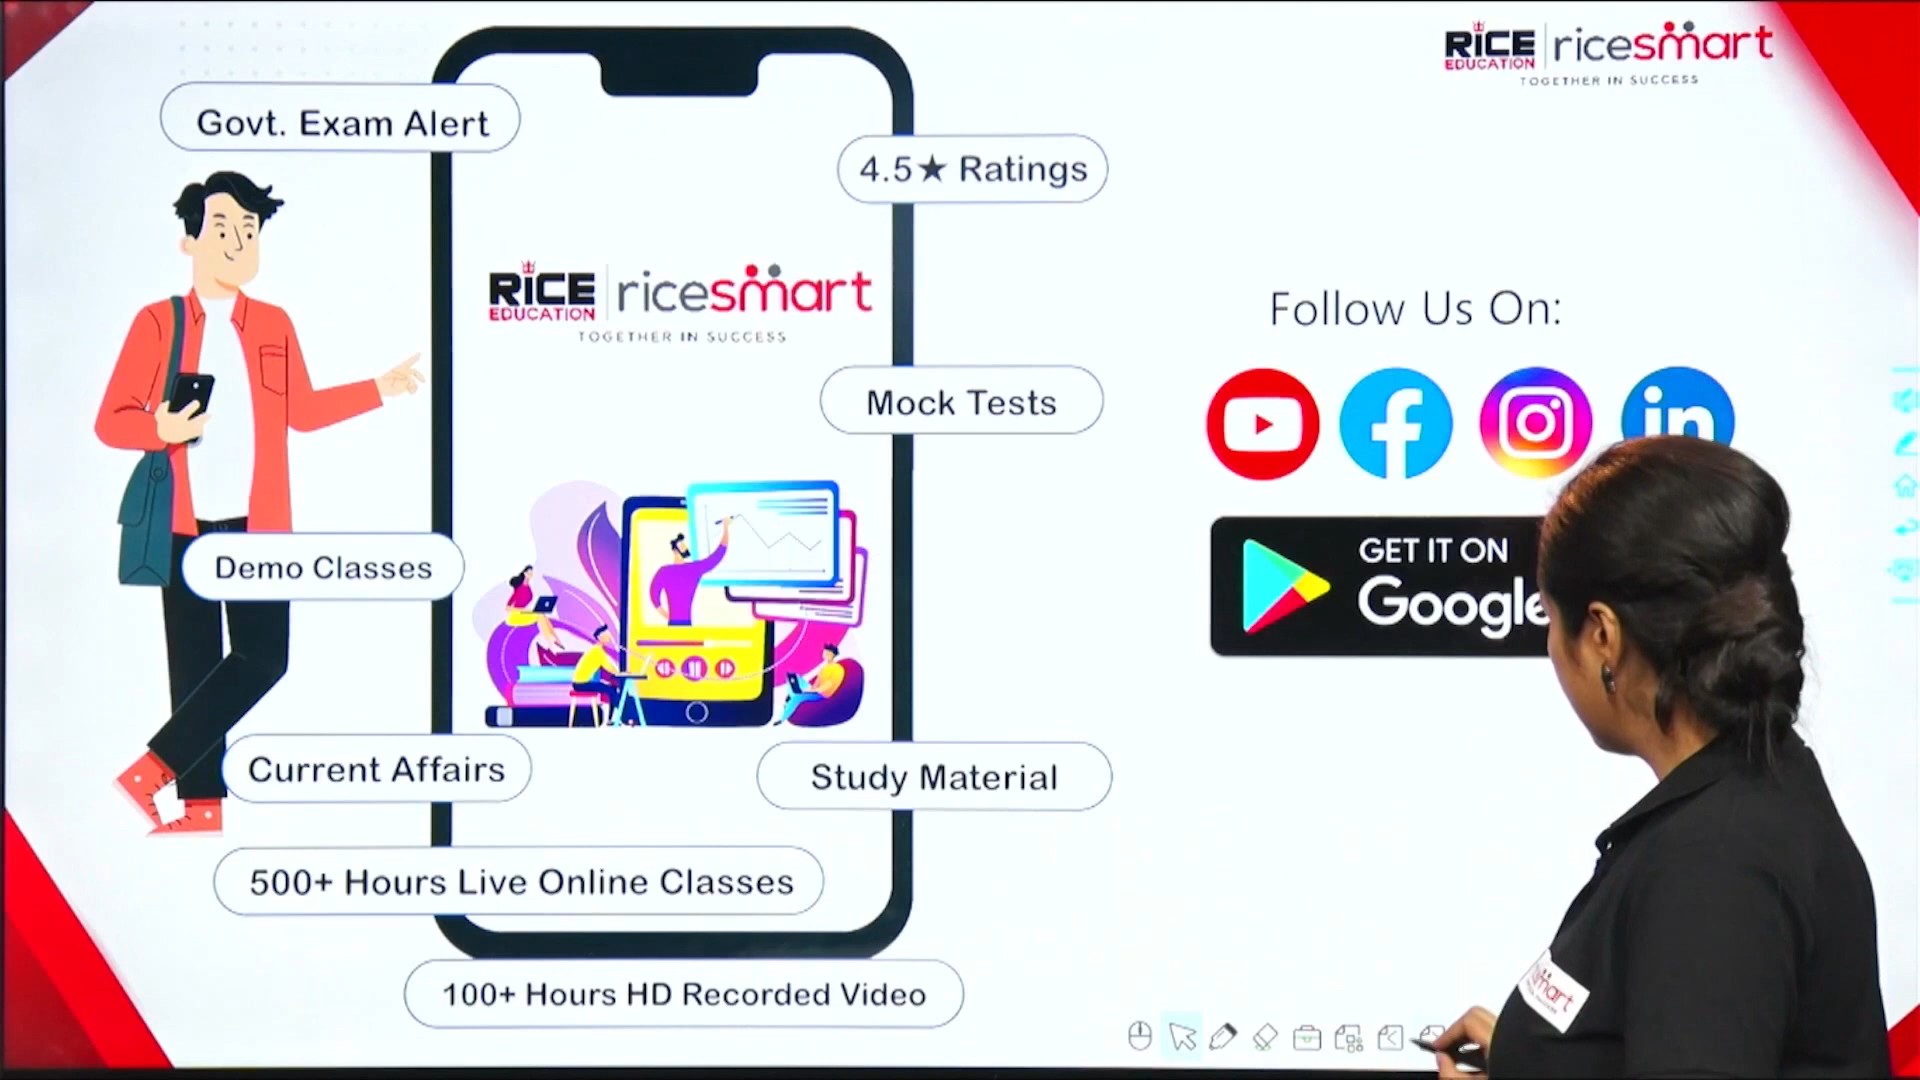 RICE
EDUCATION
ricesmart
TOGETHER IN SUCCESS
Govt. Exam Alert
4.5★ Ratings
RICE
EDUCATION
ricesmart
TOGETHER IN SUCCESS
Follow Us On:
Mock Tests
in
GET IT ON
Google
Demo Classes
Current Affairs
Study Material
500+ Hours Live Online Classes
100+ Hours HD Recorded Video
mart